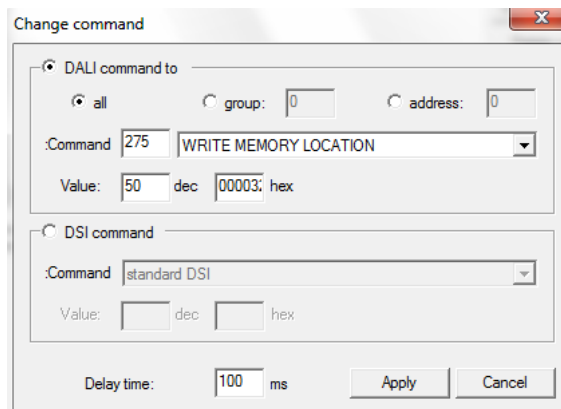 Change command
DALI command to
all group: 0 address: 0
:Command 275 WRITE MEMORY LOCATION
Value: 50 dec 00003 hex
DSI command
:Command standard DSI
Value: dec hex
Delay time: 100 ms Apply Cancel